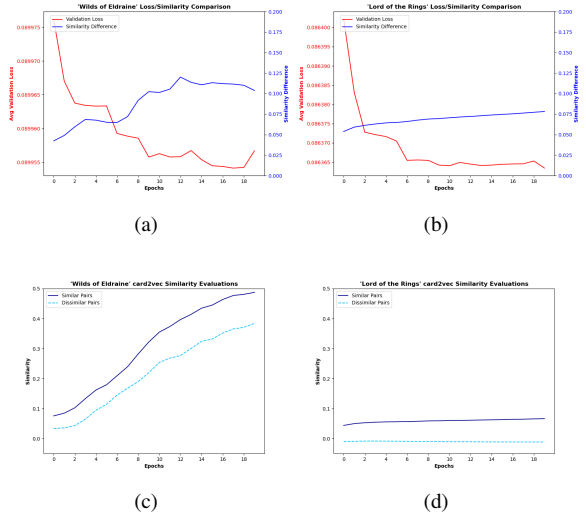 'Wilds of Eldraine' Loss/Similarity Comparison
Validation Loss
Similarity Difference
Avg Validation Loss
0.089975
0.089970
0.089965
0.089960
0.089955
0.200
0.175
0.150
0.125
0.100
0.075
0.050
0.025
0.000
Similarity Difference
0 2 4 6 8 10 12 14 16 18
Epochs
(a)
'Lord of the Rings' Loss/Similarity Comparison
Validation Loss
Similarity Difference
Avg Validation Loss
0.086400
0.086395
0.086390
0.086385
0.086380
0.086375
0.086370
0.086365
0.200
0.175
0.150
0.125
0.100
0.075
0.050
0.025
0.000
Similarity Difference
0 2 4 6 8 10 12 14 16 18
Epochs
(b)
'Wilds of Eldraine' card2vec Similarity Evaluations
Similar Pairs
Dissimilar Pairs
Similarity
0.5
0.4
0.3
0.2
0.1
0.0
0 2 4 6 8 10 12 14 16 18
Epochs
(c)
'Lord of the Rings' card2vec Similarity Evaluations
Similar Pairs
Dissimilar Pairs
Similarity
0.5
0.4
0.3
0.2
0.1
0.0
0 2 4 6 8 10 12 14 16 18
Epochs
(d)